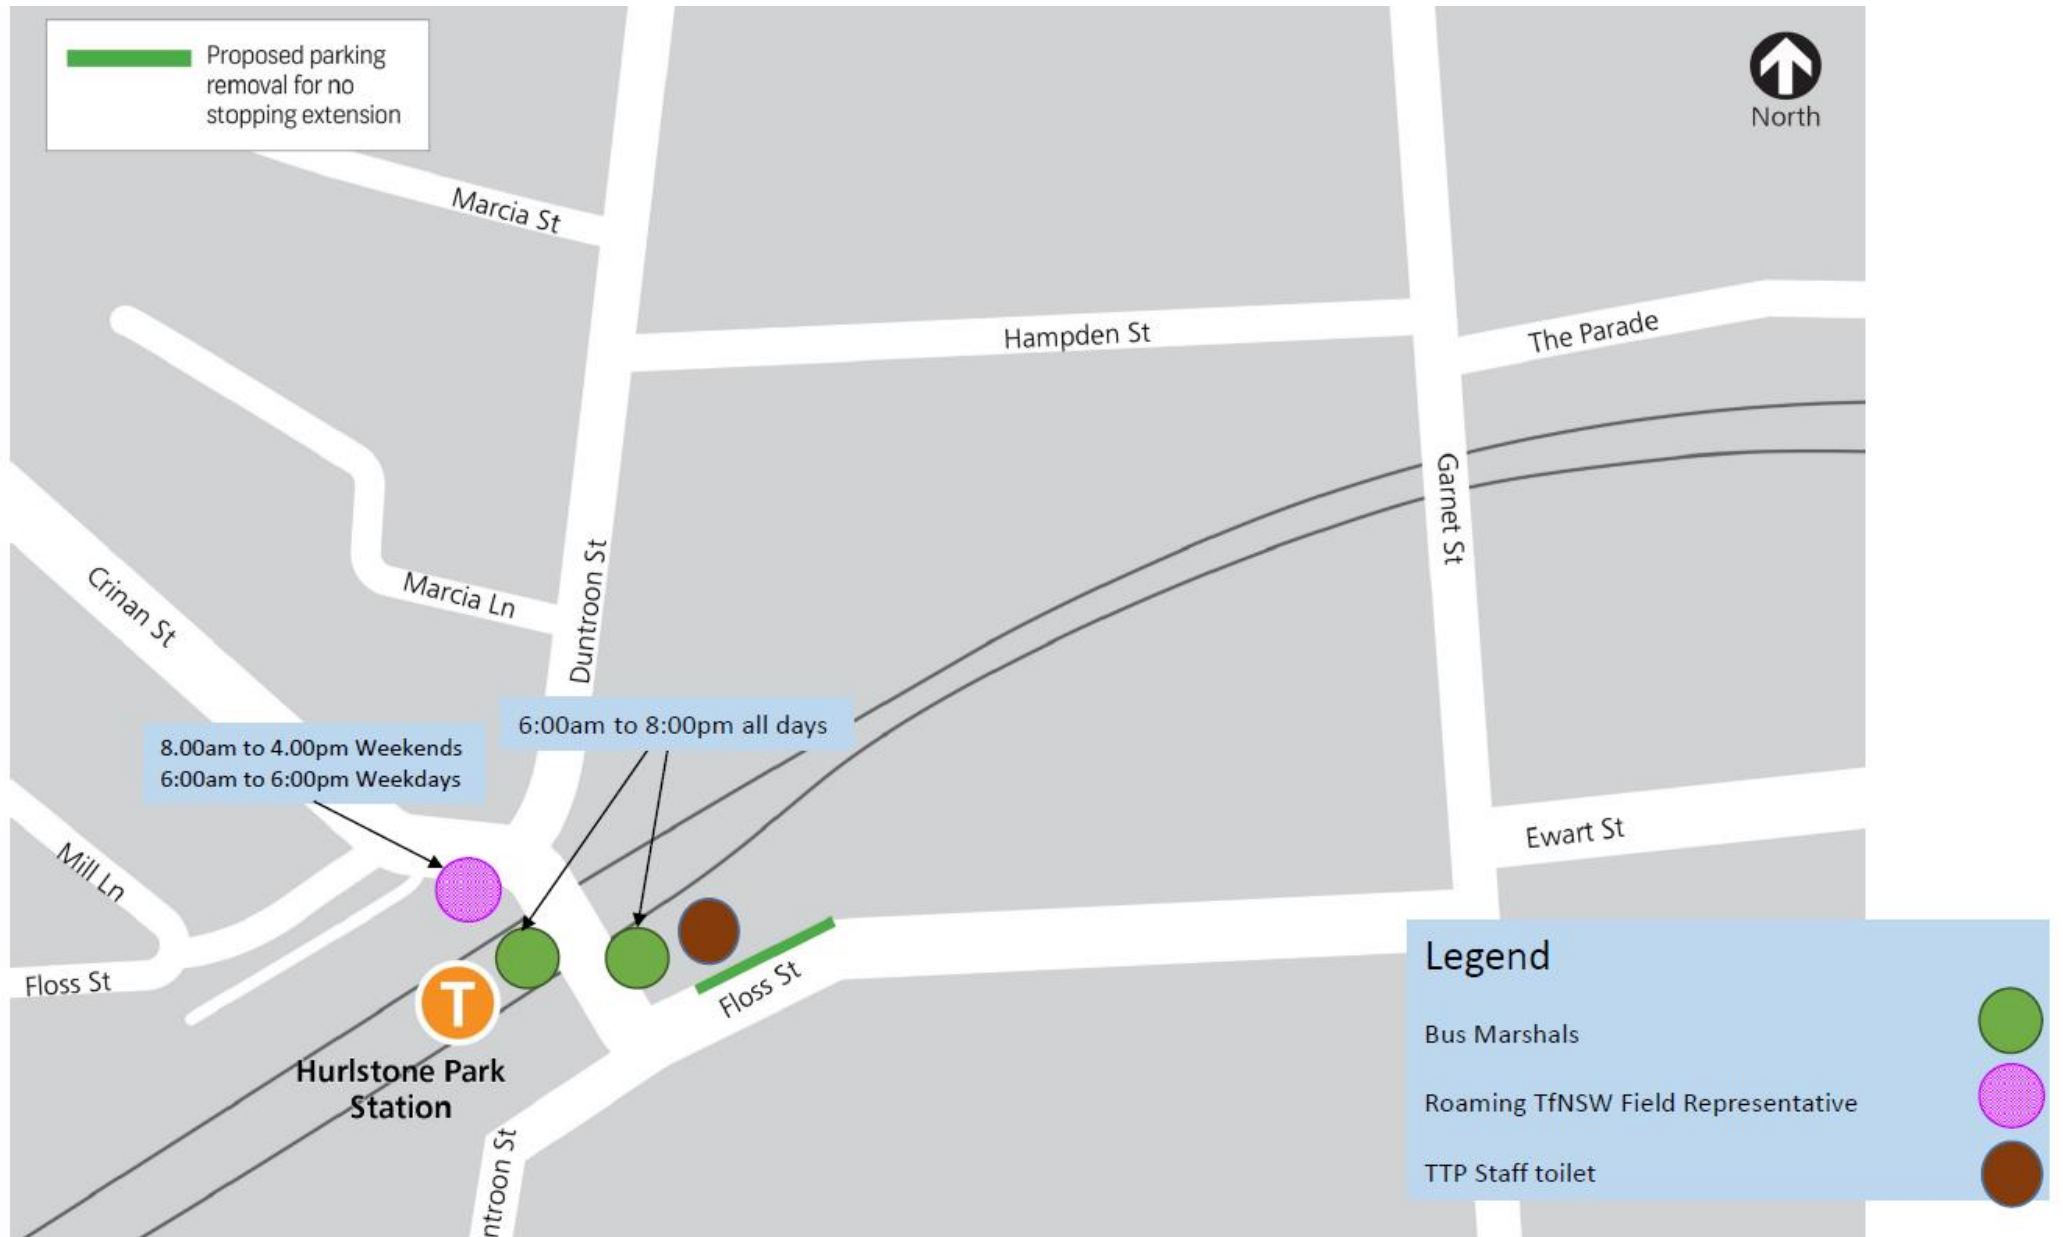 Proposed parking
removal for no
stopping extension
North
Marcia St
Hampden St
The Parade
Garnet St
Crinan St
Marcia Ln
Duntroon St
6:00am to 8:00pm all days
8.00am to 4.00pm Weekends
6:00am to 6:00pm Weekdays
Ewart St
Mill Ln
Floss St
Floss St
T
Hurlstone Park
Station
ntroon St
Legend
Bus Marshals
Roaming TfNSW Field Representative
TTP Staff toilet